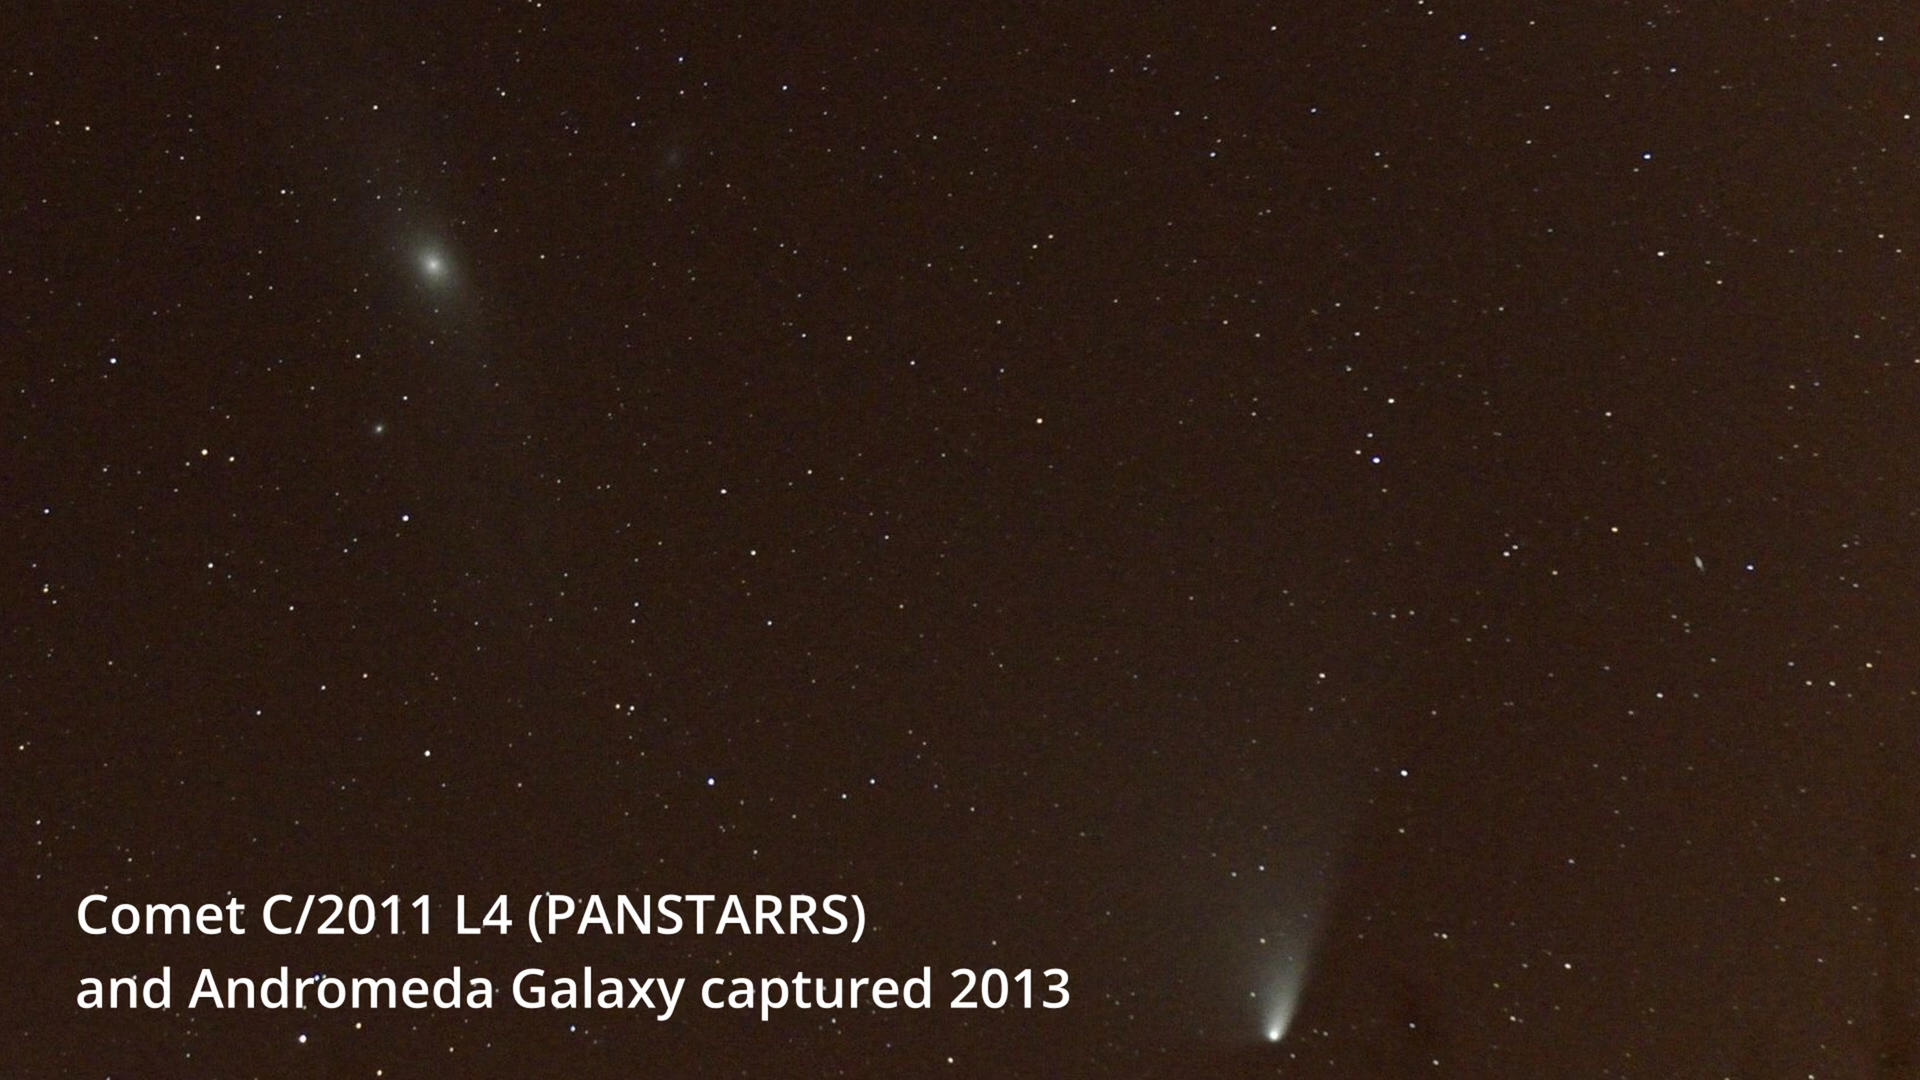 Comet C/2011 L4 (PANSTARRS)
and Andromeda Galaxy captured 2013